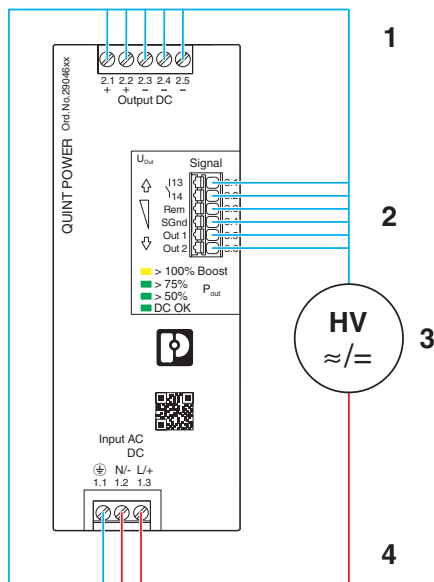 1
2.1 2.2 2.3 2.4 2.5
+ + − − −
Output DC
QUINT POWER
Ord.No.29046xx
U Out
Signal
13
14
Rem
SGnd
Out 1
Out 2
2
> 100% Boost
> 75%
> 50%
DC OK
P out
HV
≈/=
3
Input AC
DC
N/- L/+
1.1 1.2 1.3
4